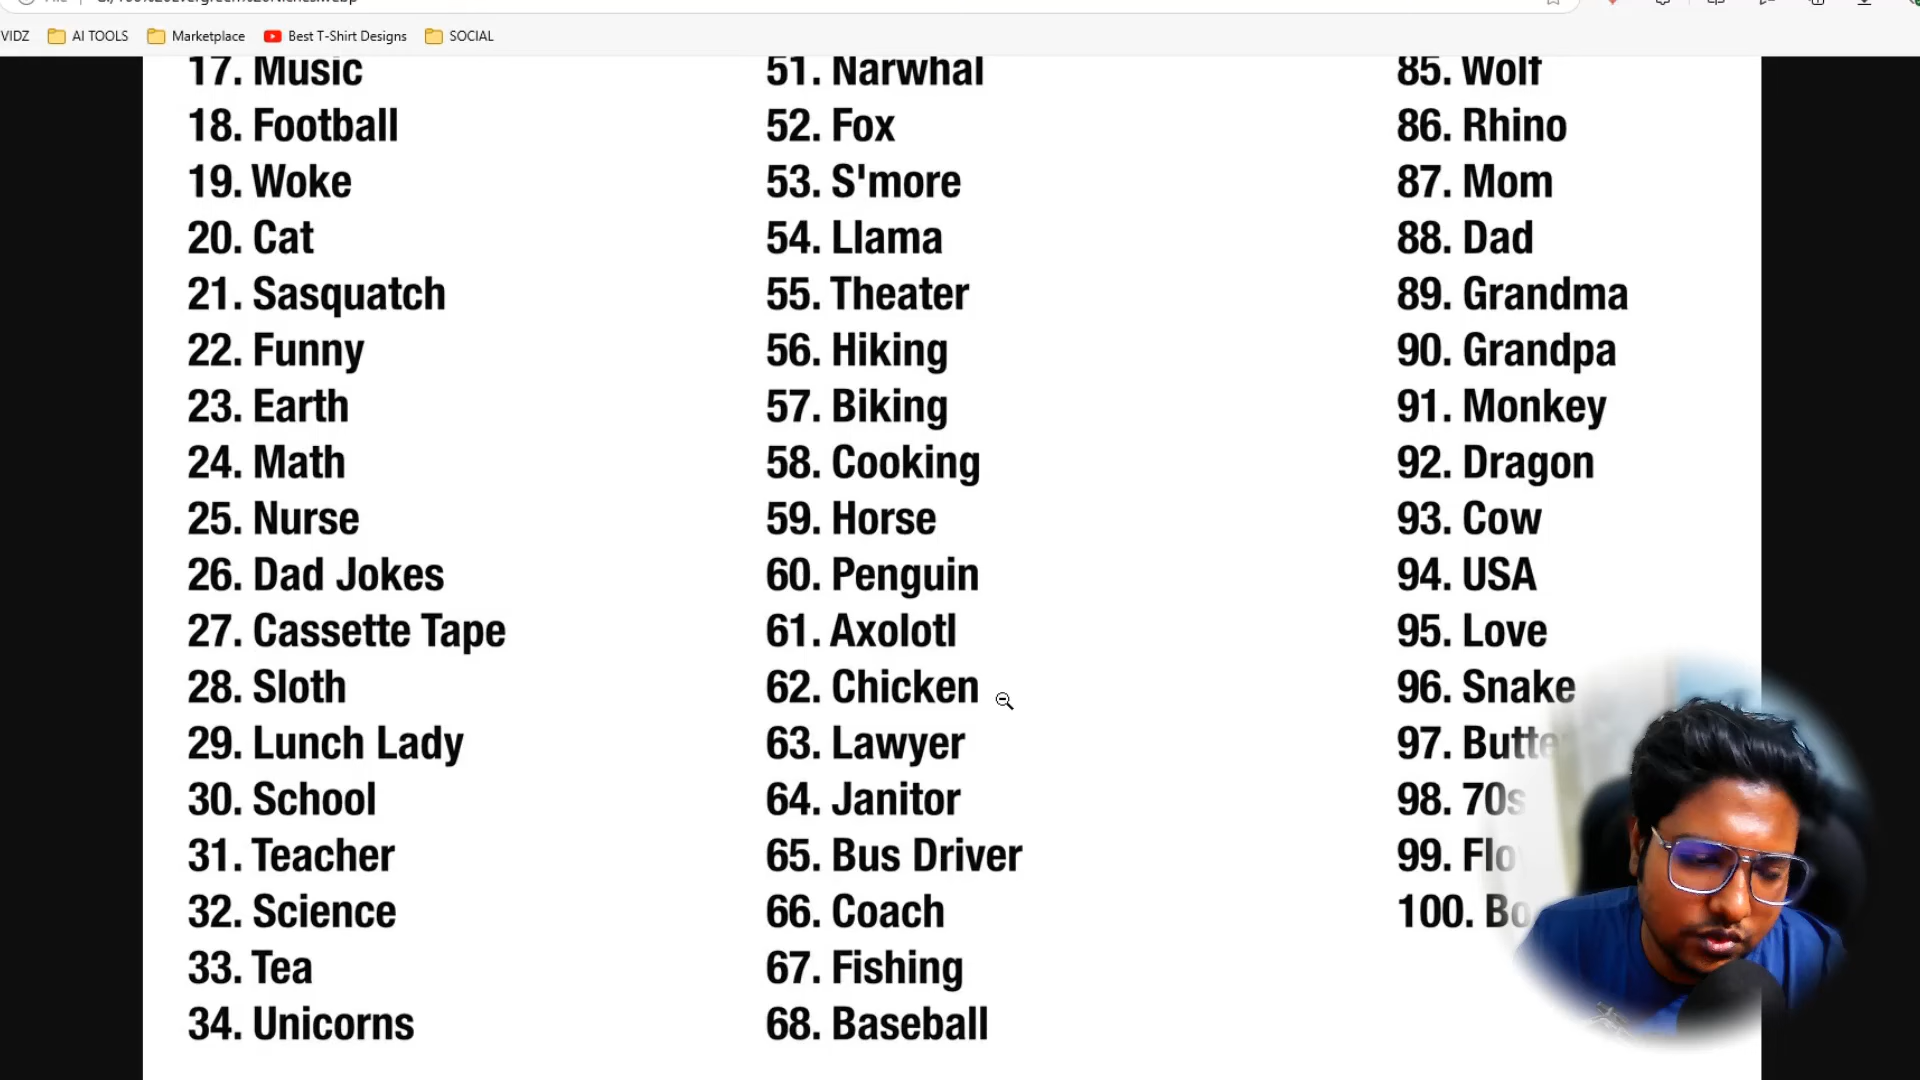 VIDZ AI TOOLS Marketplace Best T-Shirt Designs SOCIAL
17. Music
18. Football
19. Woke
20. Cat
21. Sasquatch
22. Funny
23. Earth
24. Math
25. Nurse
26. Dad Jokes
27. Cassette Tape
28. Sloth
29. Lunch Lady
30. School
31. Teacher
32. Science
33. Tea
34. Unicorns
51. Narwhal
52. Fox
53. S'more
54. Llama
55. Theater
56. Hiking
57. Biking
58. Cooking
59. Horse
60. Penguin
61. Axolotl
62. Chicken
63. Lawyer
64. Janitor
65. Bus Driver
66. Coach
67. Fishing
68. Baseball
85. Wolf
86. Rhino
87. Mom
88. Dad
89. Grandma
90. Grandpa
91. Monkey
92. Dragon
93. Cow
94. USA
95. Love
96. Snake
97.
98. 70s
99.
100.